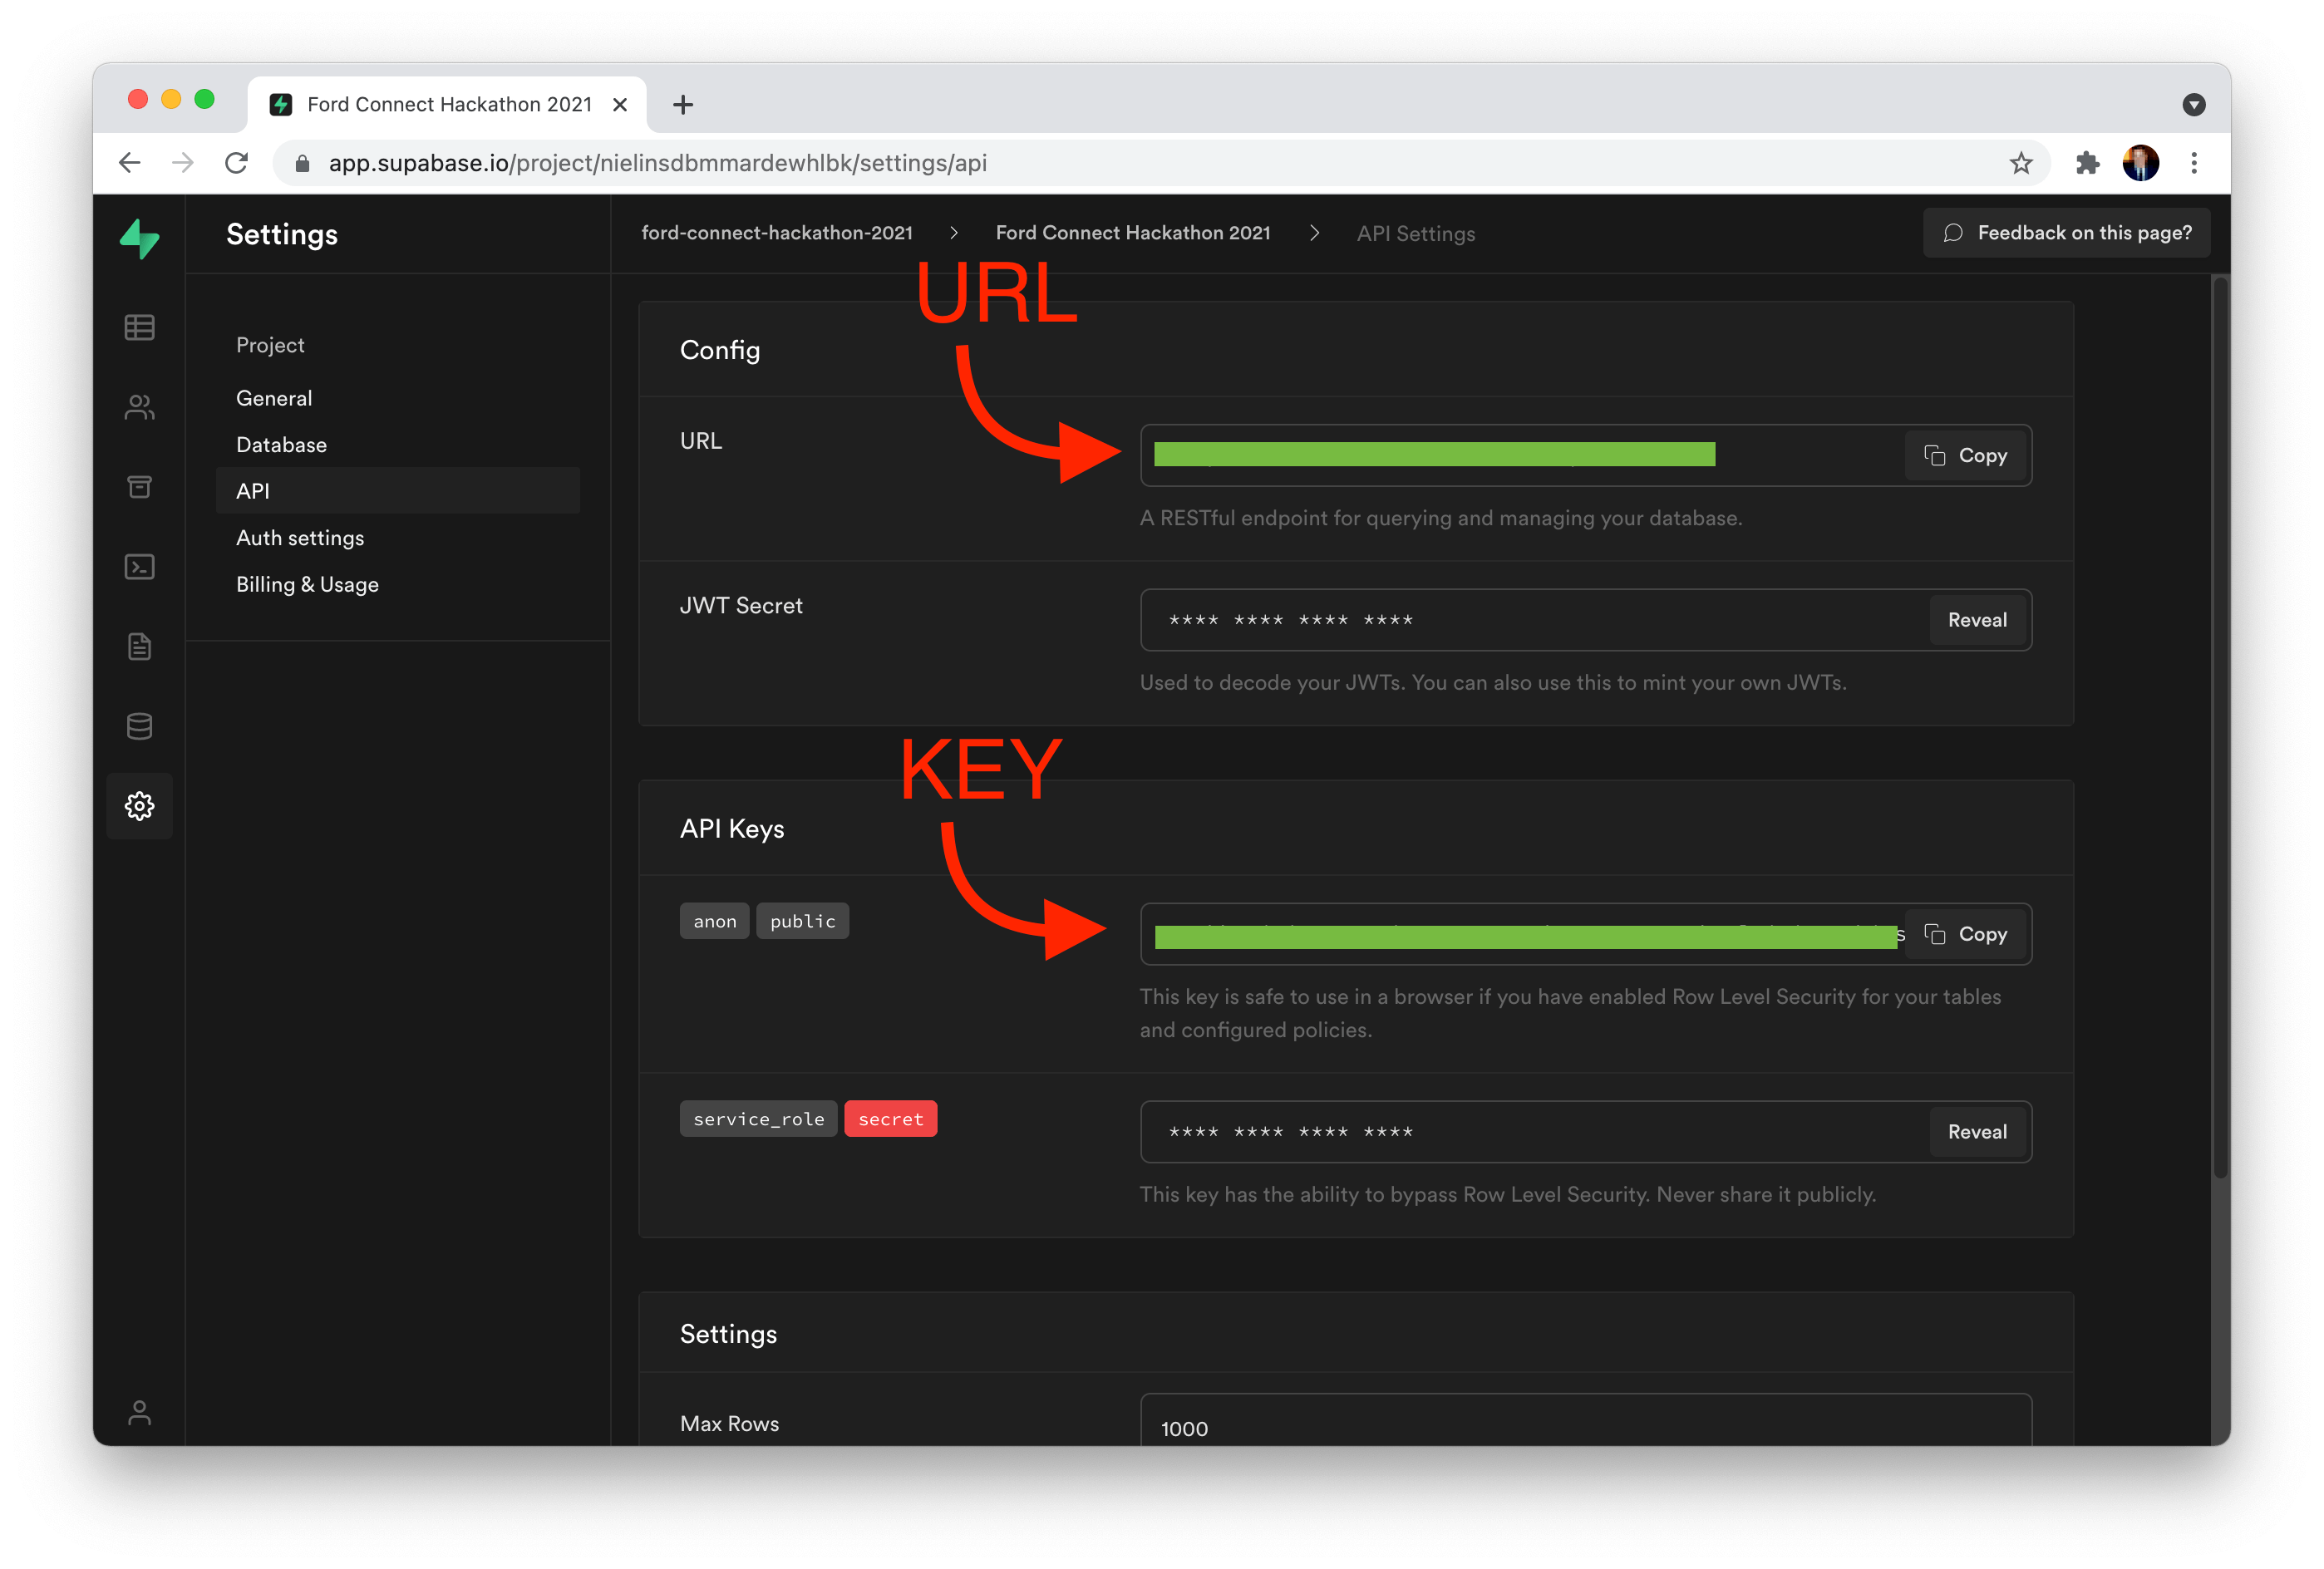 Ford Connect Hackathon 2021
app.supabase.io/project/nielinsdbmmardewhlbk/settings/api
Settings
ford-connect-hackathon-2021 > Ford Connect Hackathon 2021 > API Settings
Feedback on this page?
URL
Project
General
Database
API
Auth settings
Billing & Usage
Config
URL
Copy
A RESTful endpoint for querying and managing your database.
JWT Secret
**** **** **** ****
Reveal
Used to decode your JWTs. You can also use this to mint your own JWTs.
KEY
API Keys
anon public
s
Copy
This key is safe to use in a browser if you have enabled Row Level Security for your tables
and configured policies.
service_role secret
**** **** **** ****
Reveal
This key has the ability to bypass Row Level Security. Never share it publicly.
Settings
Max Rows
1000